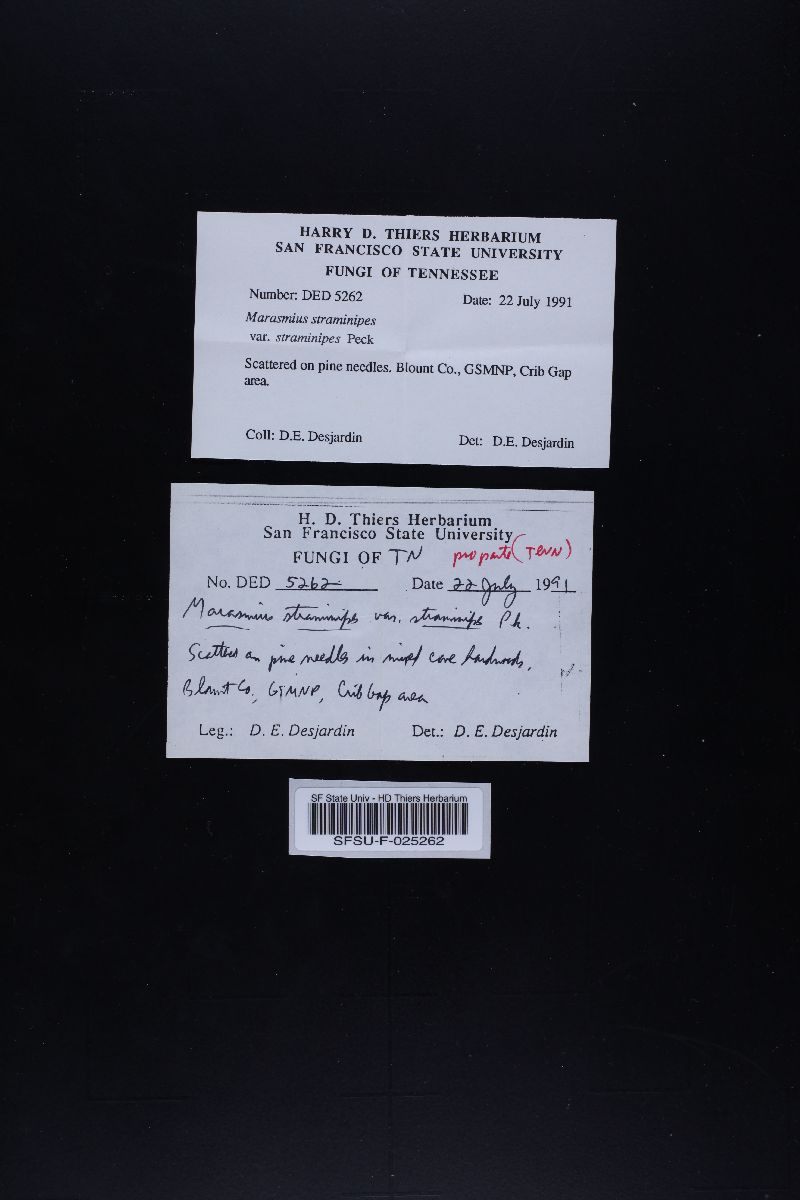 HARRY D. THIERS HERBARIUM
SAN FRANCISCO STATE UNIVERSITY
FUNGI OF TENNESSEE
Number: DED 5262 Date: 22 July 1991
Marasmius straminipes
var. straminipes Peck
Scattered on pine needles. Blount Co., GSMNP, Crib Gap
area.
Coll: D.E. Desjardin Det: D.E. Desjardin
H. D. Thiers Herbarium
San Francisco State University
FUNGI OF TN pro parte (TENN)
No. DED 5262 Date 22 July 1991
Marasmius straminipes var. straminipes Pk.
Scattered on pine needles in mixed cove hardwoods,
Blount Co., GSMNP, Crib Gap area
Leg.: D. E. Desjardin Det.: D. E. Desjardin
SF State Univ - HD Thiers Herbarium
SFSU-F-025262